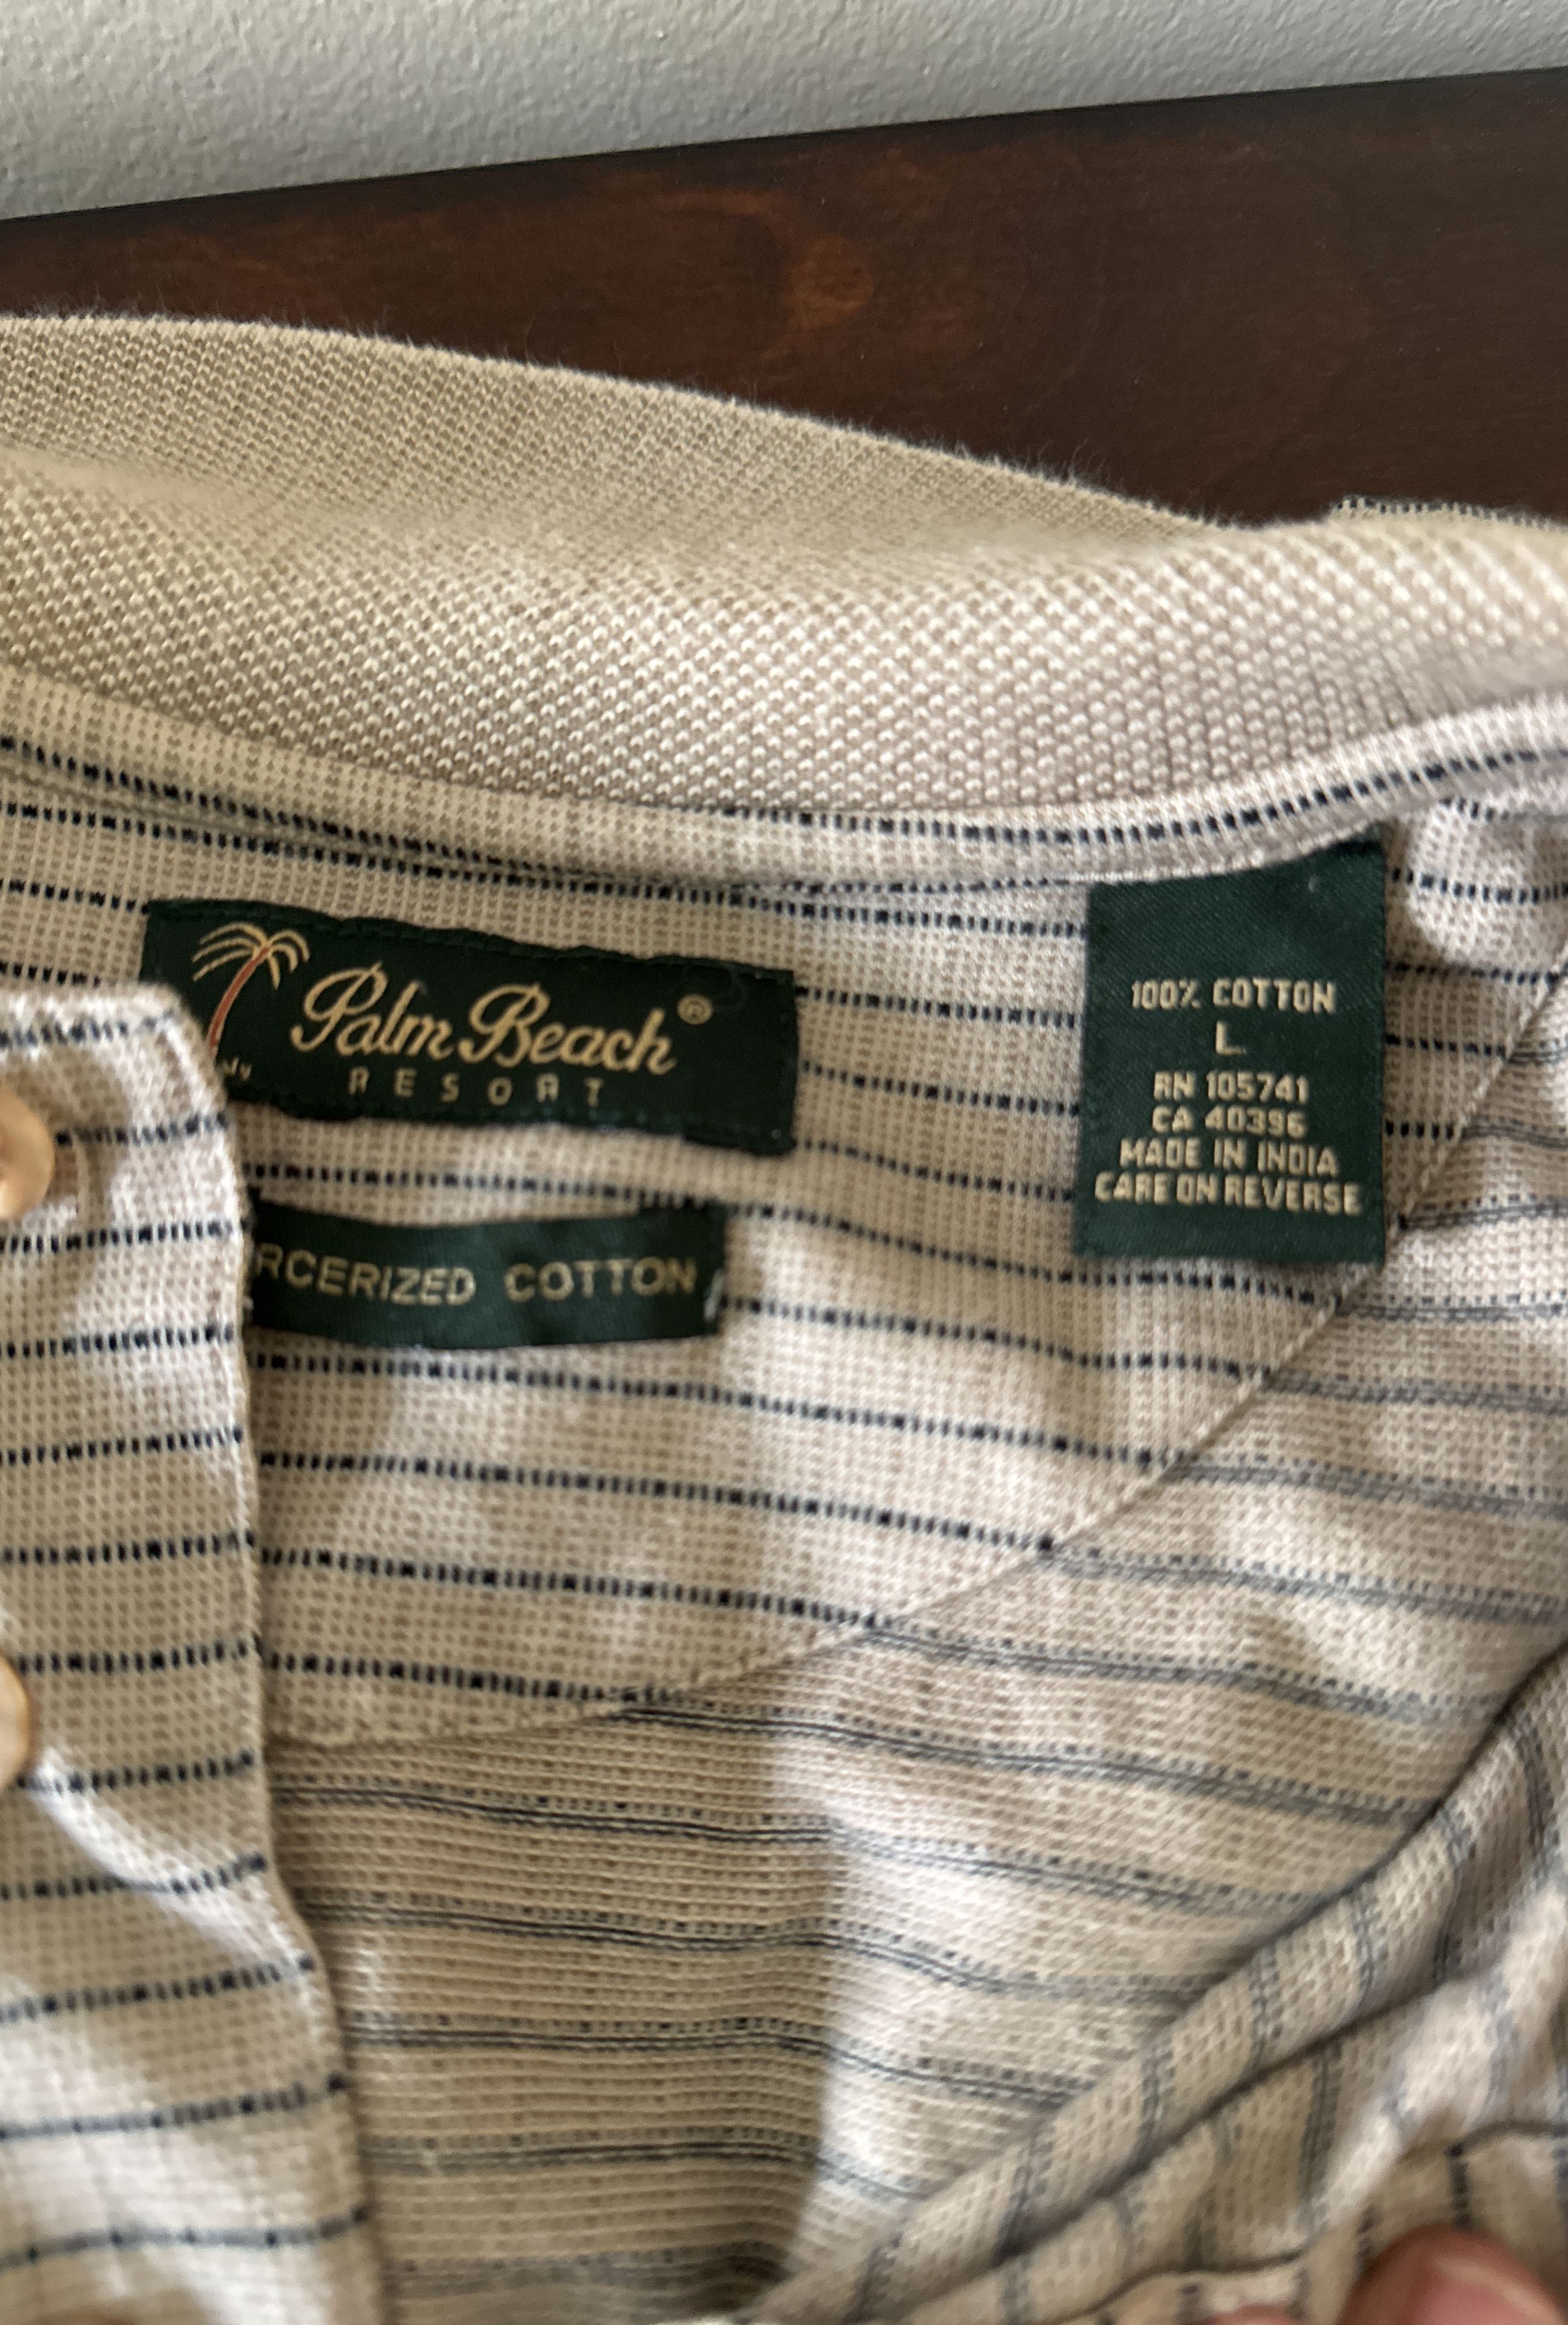 Palm Beach®
RESORT
RCERIZED COTTON
100% COTTON
L
RN 105741
CA 40396
MADE IN INDIA
CARE ON REVERSE